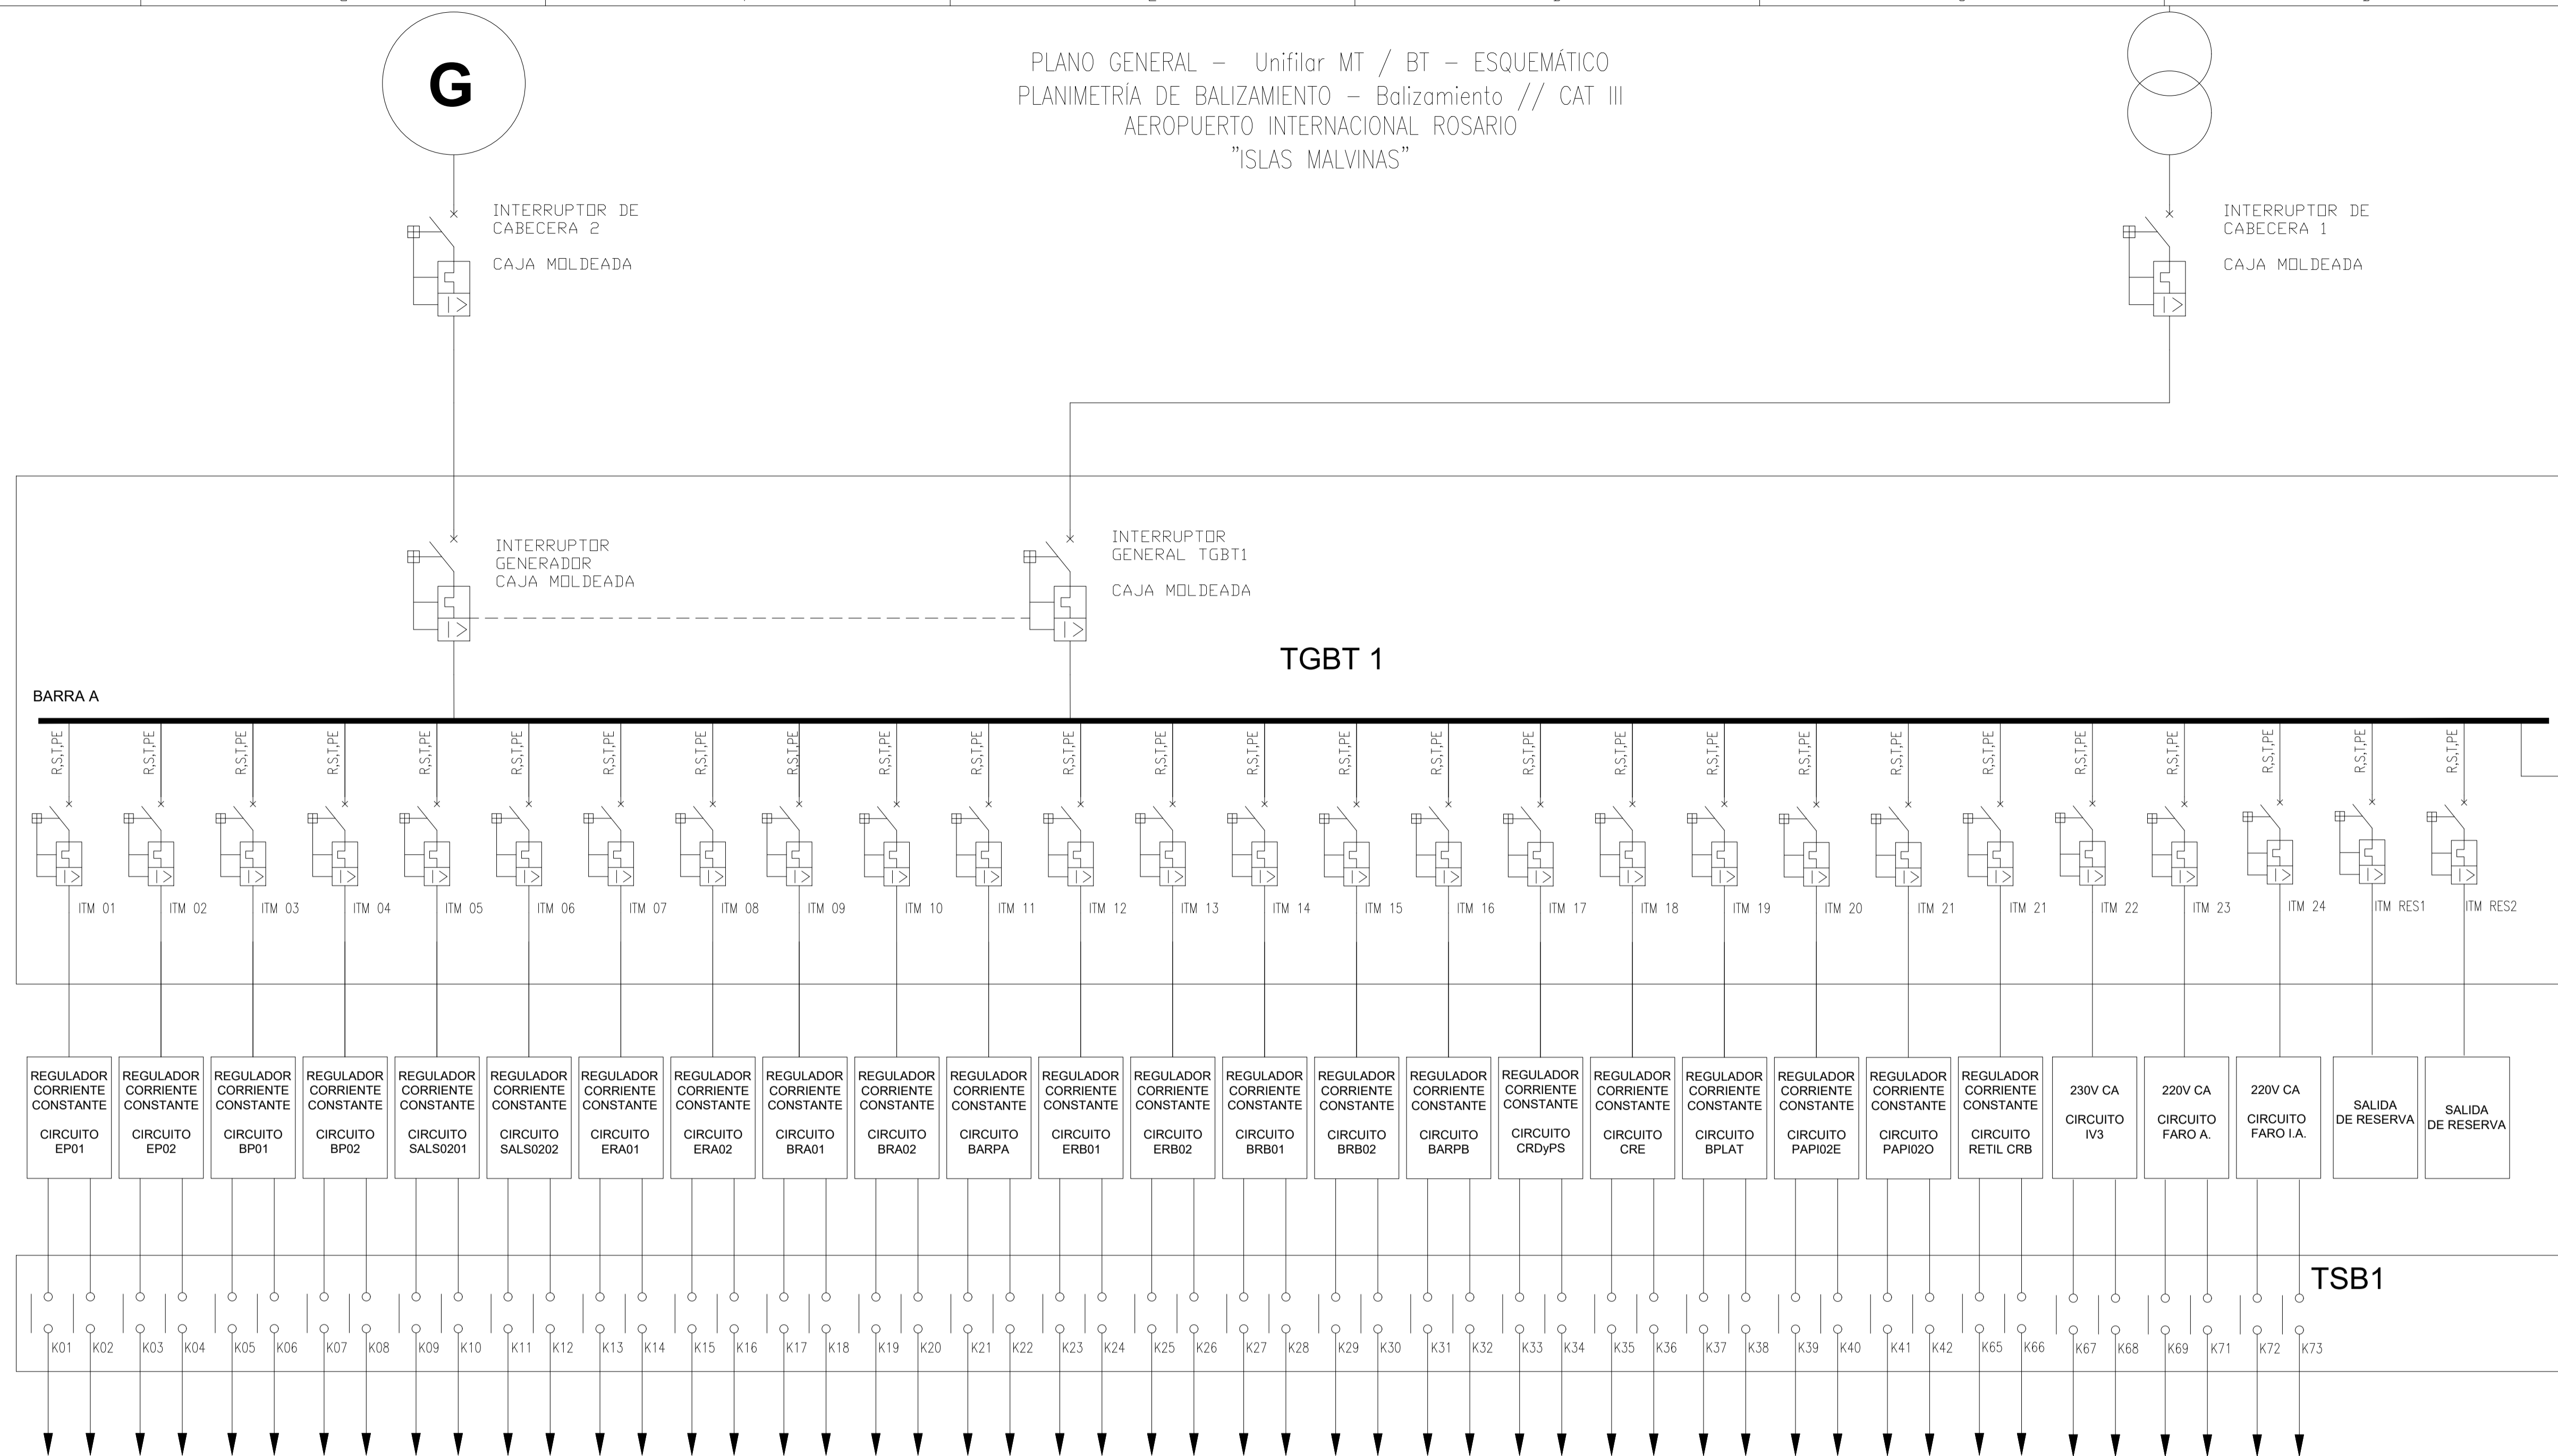 PLANO GENERAL – Unifilar MT / BT – ESQUEMÁTICO
PLANIMETRÍA DE BALIZAMIENTO – Balizamiento // CAT III
AEROPUERTO INTERNACIONAL ROSARIO
"ISLAS MALVINAS"
G
INTERRUPTOR DE
CABECERA 2
CAJA MOLDEADA
INTERRUPTOR DE
CABECERA 1
CAJA MOLDEADA
INTERRUPTOR
GENERADOR
CAJA MOLDEADA
INTERRUPTOR
GENERAL TGBT1
CAJA MOLDEADA
TGBT 1
BARRA A
R,S,T,PE R,S,T,PE R,S,T,PE R,S,T,PE R,S,T,PE R,S,T,PE R,S,T,PE R,S,T,PE R,S,T,PE R,S,T,PE R,S,T,PE R,S,T,PE R,S,T,PE R,S,T,PE R,S,T,PE R,S,T,PE R,S,T,PE R,S,T,PE R,S,T,PE R,S,T,PE R,S,T,PE R,S,T,PE R,S,T,PE R,S,T,PE R,S,T,PE R,S,T,PE R,S,T,PE
I> I> I> I> I> I> I> I> I> I> I> I> I> I> I> I> I> I> I> I> I> I> I> I> I> I> I>
ITM 01 ITM 02 ITM 03 ITM 04 ITM 05 ITM 06 ITM 07 ITM 08 ITM 09 ITM 10 ITM 11 ITM 12 ITM 13 ITM 14 ITM 15 ITM 16 ITM 17 ITM 18 ITM 19 ITM 20 ITM 21 ITM 21 ITM 22 ITM 23 ITM 24 ITM RES1 ITM RES2
REGULADOR
CORRIENTE
CONSTANTE
CIRCUITO
EP01
REGULADOR
CORRIENTE
CONSTANTE
CIRCUITO
EP02
REGULADOR
CORRIENTE
CONSTANTE
CIRCUITO
BP01
REGULADOR
CORRIENTE
CONSTANTE
CIRCUITO
BP02
REGULADOR
CORRIENTE
CONSTANTE
CIRCUITO
SALS0201
REGULADOR
CORRIENTE
CONSTANTE
CIRCUITO
SALS0202
REGULADOR
CORRIENTE
CONSTANTE
CIRCUITO
ERA01
REGULADOR
CORRIENTE
CONSTANTE
CIRCUITO
ERA02
REGULADOR
CORRIENTE
CONSTANTE
CIRCUITO
BRA01
REGULADOR
CORRIENTE
CONSTANTE
CIRCUITO
BRA02
REGULADOR
CORRIENTE
CONSTANTE
CIRCUITO
BARPA
REGULADOR
CORRIENTE
CONSTANTE
CIRCUITO
ERB01
REGULADOR
CORRIENTE
CONSTANTE
CIRCUITO
ERB02
REGULADOR
CORRIENTE
CONSTANTE
CIRCUITO
BRB01
REGULADOR
CORRIENTE
CONSTANTE
CIRCUITO
BRB02
REGULADOR
CORRIENTE
CONSTANTE
CIRCUITO
BARPB
REGULADOR
CORRIENTE
CONSTANTE
CIRCUITO
CRDyPS
REGULADOR
CORRIENTE
CONSTANTE
CIRCUITO
CRE
REGULADOR
CORRIENTE
CONSTANTE
CIRCUITO
BPLAT
REGULADOR
CORRIENTE
CONSTANTE
CIRCUITO
PAPI02E
REGULADOR
CORRIENTE
CONSTANTE
CIRCUITO
PAPI02O
REGULADOR
CORRIENTE
CONSTANTE
CIRCUITO
RETIL CRB
230V CA
CIRCUITO
IV3
220V CA
CIRCUITO
FARO A.
220V CA
CIRCUITO
FARO I.A.
SALIDA
DE RESERVA
SALIDA
DE RESERVA
TSB1
K01 K02 K03 K04 K05 K06 K07 K08 K09 K10 K11 K12 K13 K14 K15 K16 K17 K18 K19 K20 K21 K22 K23 K24 K25 K26 K27 K28 K29 K30 K31 K32 K33 K34 K35 K36 K37 K38 K39 K40 K41 K42 K65 K66 K67 K68 K69 K71 K72 K73